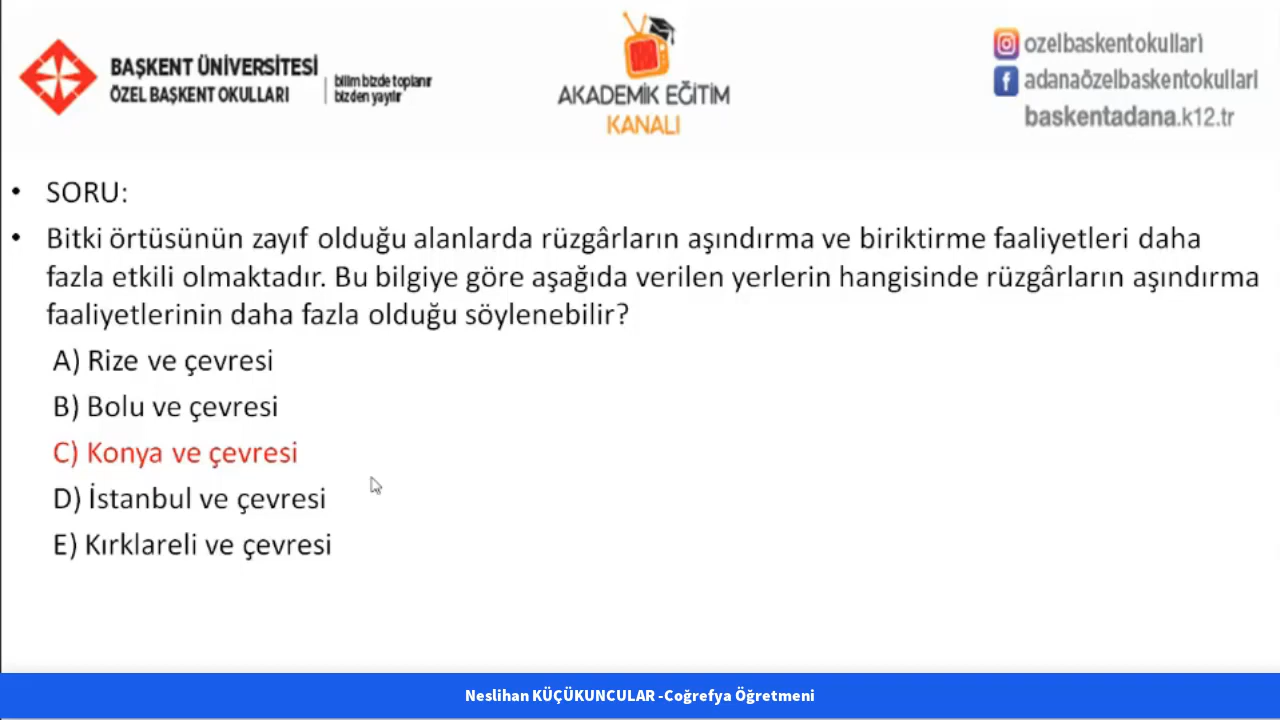 BAŞKENT ÜNİVERSİTESİ
ÖZEL BAŞKENT OKULLARI
bilim bizde toplanır
bizden yayılır
AKADEMİK EĞİTİM
KANALI
ozelbaskentokullari
adanaözelbaskentokullari
baskentadana.k12.tr
• SORU:
• Bitki örtüsünün zayıf olduğu alanlarda rüzgârların aşındırma ve biriktirme faaliyetleri daha
fazla etkili olmaktadır. Bu bilgiye göre aşağıda verilen yerlerin hangisinde rüzgârların aşındırma
faaliyetlerinin daha fazla olduğu söylenebilir?
A) Rize ve çevresi
B) Bolu ve çevresi
C) Konya ve çevresi
D) İstanbul ve çevresi
E) Kırklareli ve çevresi
Neslihan KÜÇÜKUNCULAR -Coğrefya Öğretmeni